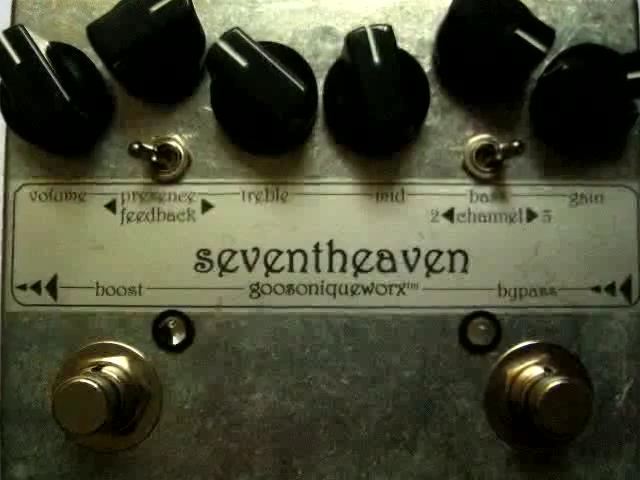 volume presence treble mid bass gain
feedback 2 channel 3
seventheaven
boost goosoniqueworx™ bypass